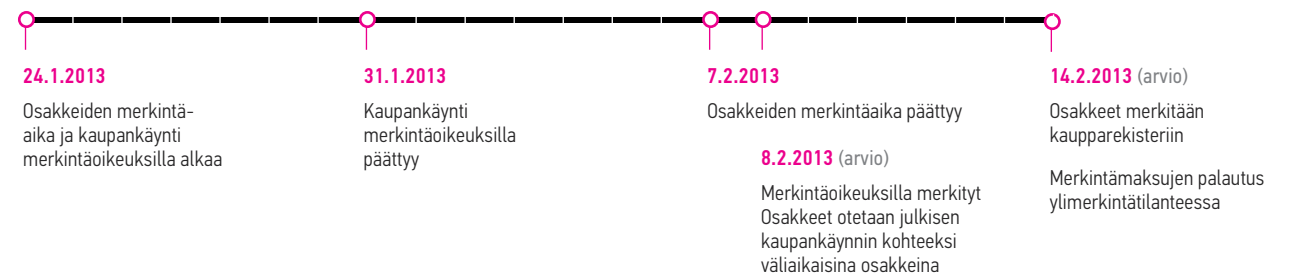 24.1.2013
Osakkeiden merkintä-
aika ja kaupankäynti
merkintäoikeuksilla alkaa
31.1.2013
Kaupankäynti
merkintäoikeuksilla
päättyy
7.2.2013
Osakkeiden merkintäaika päättyy
8.2.2013 (arvio)
Merkintäoikeuksilla merkityt
Osakkeet otetaan julkisen
kaupankäynnin kohteeksi
väliaikaisina osakkeina
14.2.2013 (arvio)
Osakkeet merkitään
kaupparekisteriin
Merkintämaksujen palautus
ylimerkintätilanteessa